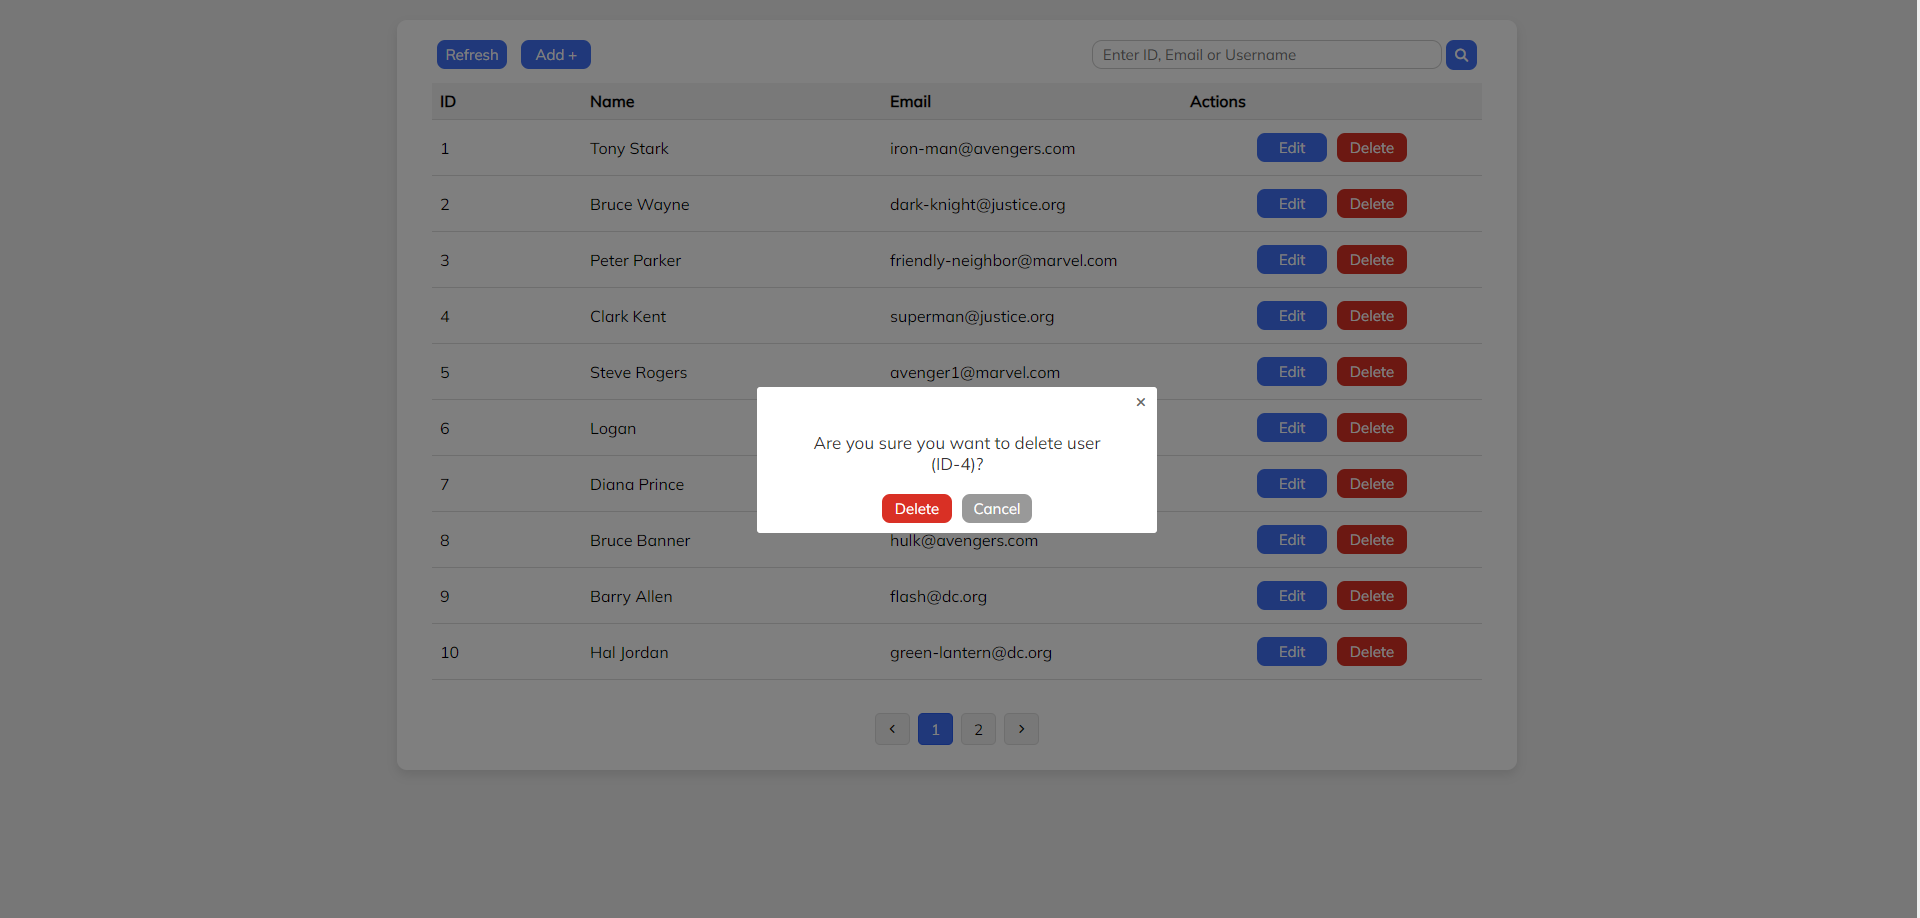 Refresh Add + Enter ID, Email or Username
ID Name Email Actions
1 Tony Stark iron-man@avengers.com Edit Delete
2 Bruce Wayne dark-knight@justice.org Edit Delete
3 Peter Parker friendly-neighbor@marvel.com Edit Delete
4 Clark Kent superman@justice.org Edit Delete
5 Steve Rogers avenger1@marvel.com Edit Delete
6 Logan Edit Delete
7 Diana Prince Edit Delete
8 Bruce Banner hulk@avengers.com Edit Delete
9 Barry Allen flash@dc.org Edit Delete
10 Hal Jordan green-lantern@dc.org Edit Delete
1 2
×
Are you sure you want to delete user
(ID-4)?
Delete Cancel